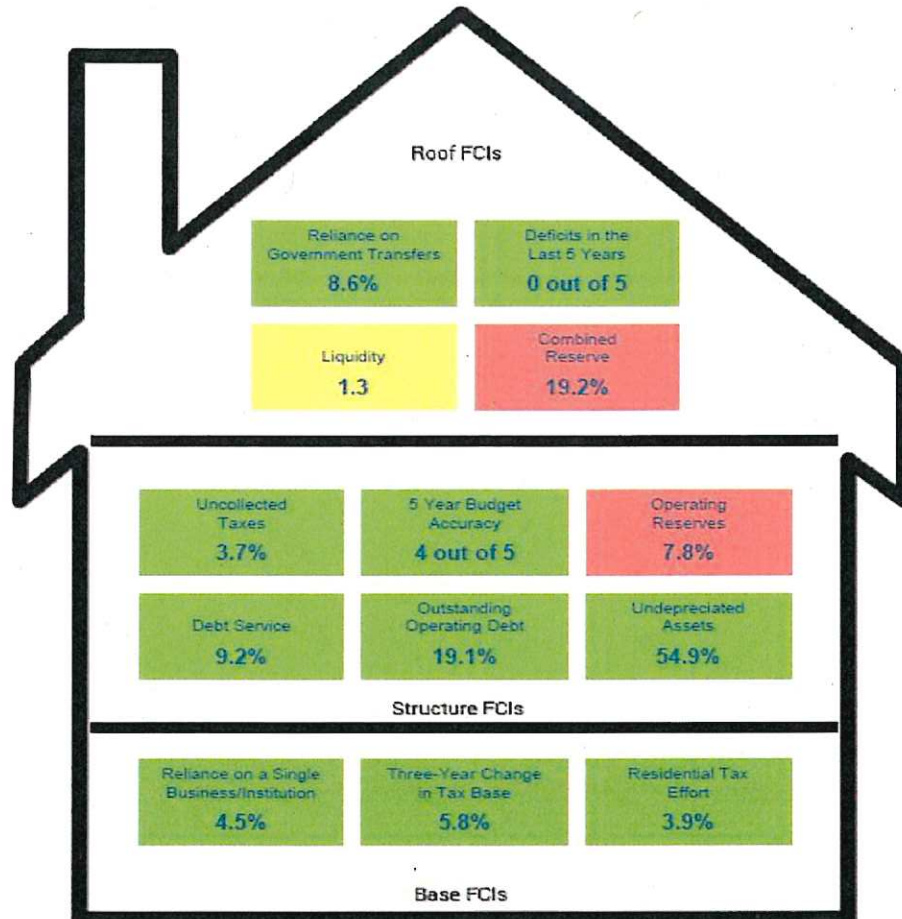 Roof FCIs
Reliance on
Government Transfers
8.6%
Deficits in the
Last 5 Years
0 out of 5
Liquidity
1.3
Combined
Reserve
19.2%
Uncollected
Taxes
3.7%
5 Year Budget
Accuracy
4 out of 5
Operating
Reserves
7.8%
Debt Service
9.2%
Outstanding
Operating Debt
19.1%
Undepreciated
Assets
54.9%
Structure FCIs
Reliance on a Single
Business/Institution
4.5%
Three-Year Change
in Tax Base
5.8%
Residential Tax
Effort
3.9%
Base FCIs